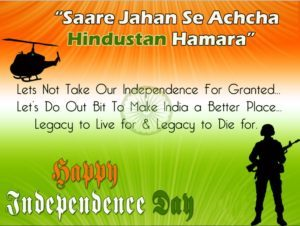 “Saare Jahan Se Achcha
Hindustan Hamara”
Lets Not Take Our Independence For Granted...
Let's Do Out Bit To Make India a Better Place...
Legacy to Live for & Legacy to Die for.
Happy
Independence Day